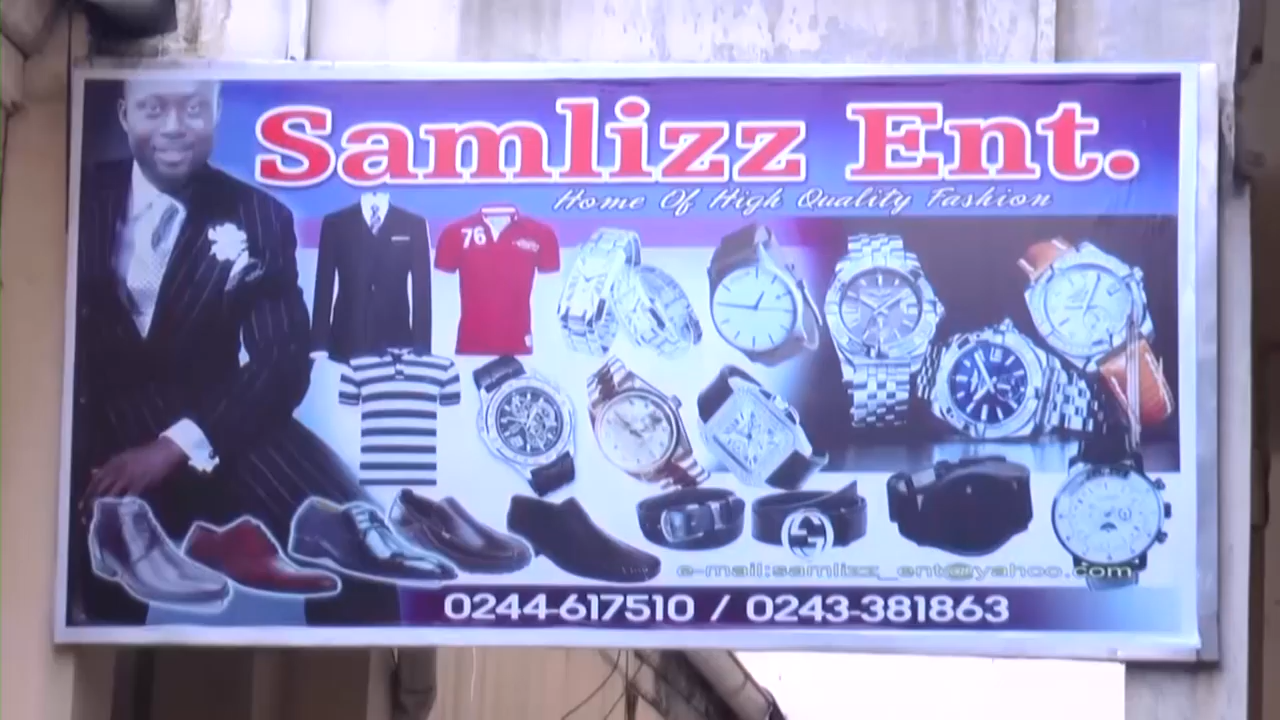 Samlizz Ent.
Home Of High Quality Fashion
76
e-mail:samlizz_ent@yahoo.com
0244-617510 / 0243-381863